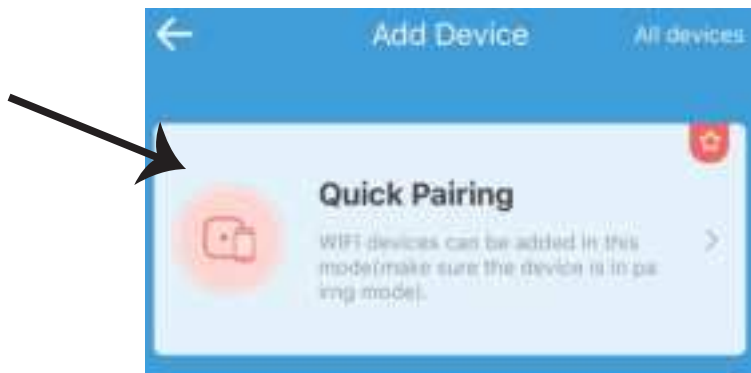 Add Device All devices
Quick Pairing
WIFI devices can be added in this
mode(make sure the device is in pa
irng mode).